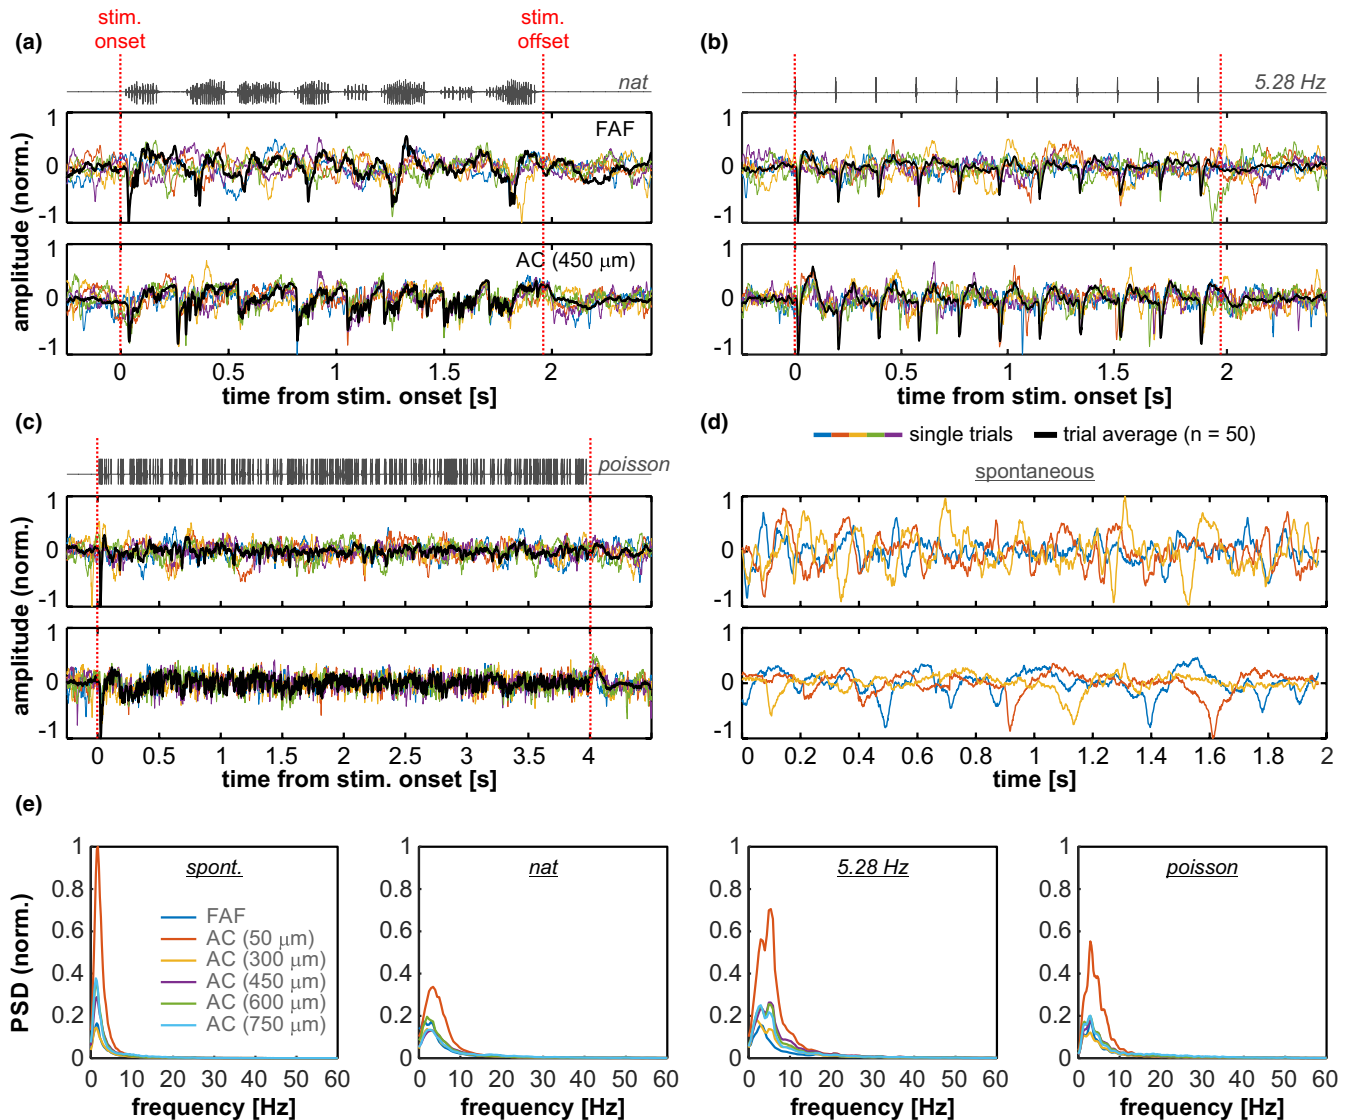 (a)
stim.
onset
stim.
offset
nat
1
0
-1
FAF
amplitude (norm.)
1
0
-1
AC (450 μm)
0
0.5
1
1.5
2
time from stim. onset [s]
(b)
5.28 Hz
1
0
-1
1
0
-1
0
0.5
1
1.5
2
time from stim. onset [s]
(c)
poisson
1
0
-1
amplitude (norm.)
1
0
-1
0
0.5
1
1.5
2
2.5
3
3.5
4
4.5
time from stim. onset [s]
(d)
single trials
trial average (n = 50)
spontaneous
1
0
-1
1
0
-1
0
0.2
0.4
0.6
0.8
1
1.2
1.4
1.6
1.8
2
time [s]
(e)
PSD (norm.)
1
0.8
0.6
0.4
0.2
0
spont.
FAF
AC (50 μm)
AC (300 μm)
AC (450 μm)
AC (600 μm)
AC (750 μm)
0 10 20 30 40 50 60
frequency [Hz]
1
0.8
0.6
0.4
0.2
0
nat
0 10 20 30 40 50 60
frequency [Hz]
1
0.8
0.6
0.4
0.2
0
5.28 Hz
0 10 20 30 40 50 60
frequency [Hz]
1
0.8
0.6
0.4
0.2
0
poisson
0 10 20 30 40 50 60
frequency [Hz]